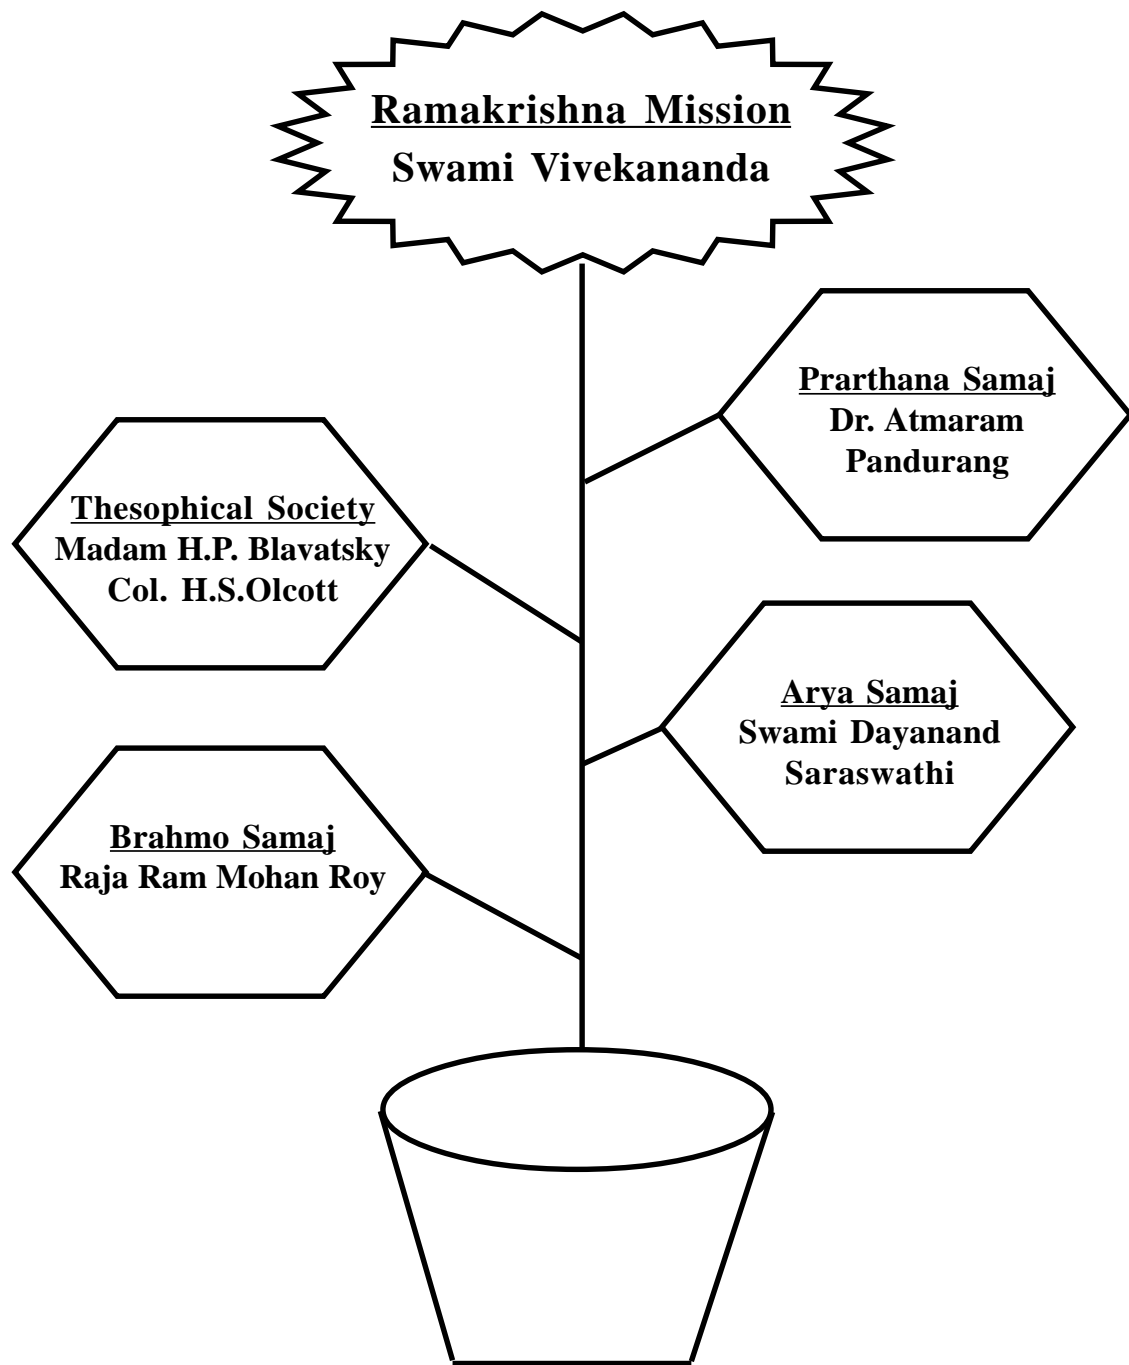 Ramakrishna Mission
Swami Vivekananda
Prarthana Samaj
Dr. Atmaram
Pandurang
Thesophical Society
Madam H.P. Blavatsky
Col. H.S.Olcott
Arya Samaj
Swami Dayanand
Saraswathi
Brahmo Samaj
Raja Ram Mohan Roy